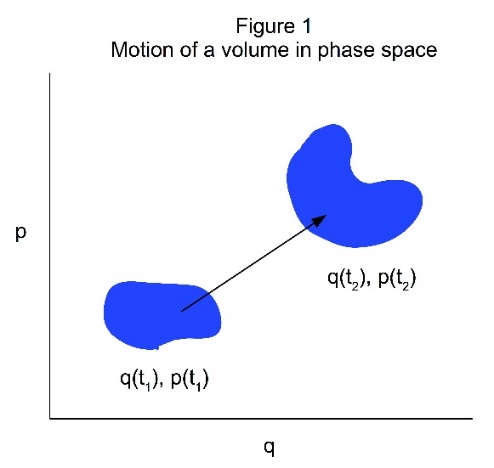 Figure 1
Motion of a volume in phase space
p
q(t₂), p(t₂)
q(t₁), p(t₁)
q